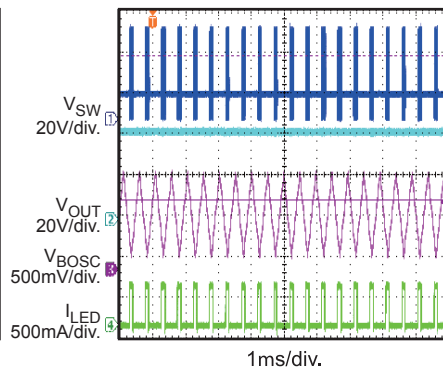 T
V_SW
20V/div.
1
V_OUT
20V/div.
2
V_BOSC
500mV/div.
3
I_LED
500mA/div.
4
1ms/div.